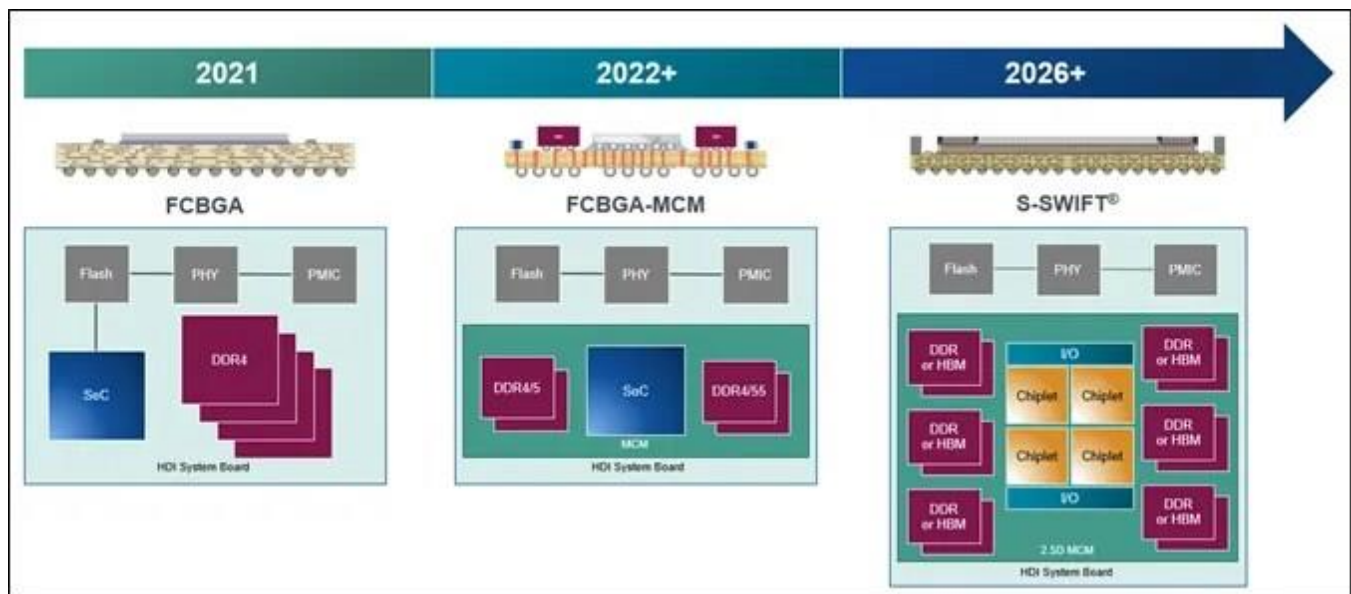 2021
2022+
2026+
FCBGA
FCBGA-MCM
S-SWIFT®
Flash
PHY
PMIC
DDR4
SoC
HDI System Board
Flash
PHY
PMIC
DDR4/5
SoC
DDR4/55
MCM
HDI System Board
Flash
PHY
PMIC
DDR
or HBM
I/O
DDR
or HBM
Chiplet
Chiplet
DDR
or HBM
DDR
or HBM
Chiplet
Chiplet
DDR
or HBM
I/O
DDR
or HBM
2.5D MCM
HDI System Board